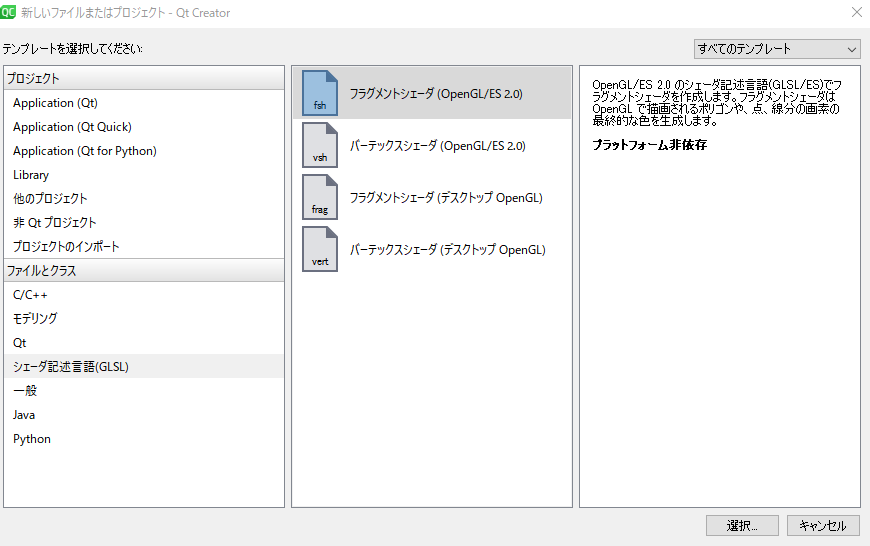 QC 新しいファイルまたはプロジェクト - Qt Creator
テンプレートを選択してください:
すべてのテンプレート
プロジェクト
Application (Qt)
Application (Qt Quick)
Application (Qt for Python)
Library
他のプロジェクト
非 Qt プロジェクト
プロジェクトのインポート
ファイルとクラス
C/C++
モデリング
Qt
シェーダ記述言語(GLSL)
一般
Java
Python
fsh フラグメントシェーダ (OpenGL/ES 2.0)
vsh バーテックスシェーダ (OpenGL/ES 2.0)
frag フラグメントシェーダ (デスクトップ OpenGL)
vert バーテックスシェーダ (デスクトップ OpenGL)
OpenGL/ES 2.0 のシェーダ記述言語(GLSL/ES)でフ
ラグメントシェーダを作成します。フラグメントシェーダは
OpenGL で描画されるポリゴンや、点、線分の画素の
最終的な色を生成します。
プラットフォーム非依存
選択...
キャンセル